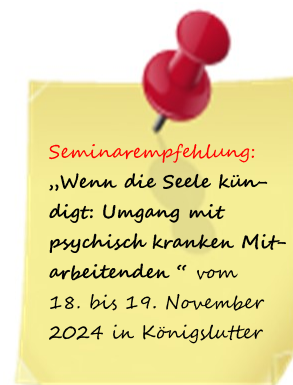 Seminarempfehlung:
„Wenn die Seele kün-
digt: Umgang mit
psychisch kranken Mit-
arbeitenden “ vom
18. bis 19. November
2024 in Königslutter